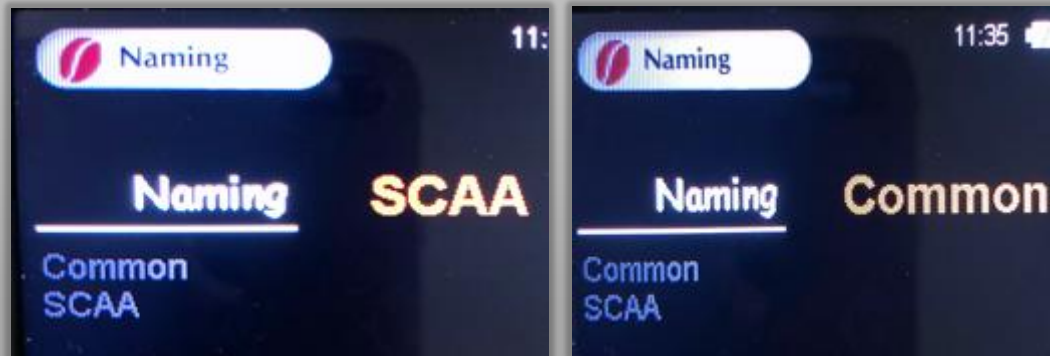 Naming
11:
Naming SCAA
Common
SCAA
Naming
11:35
Naming Common
Common
SCAA